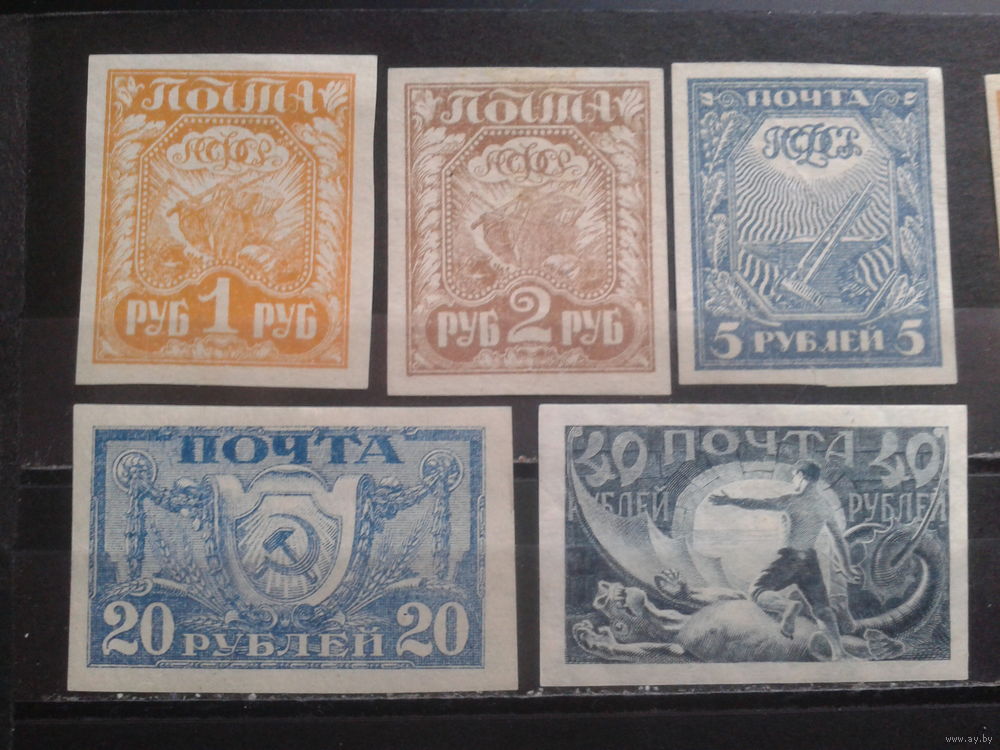 ПОЧТА
РСФСР
РУБ 1 РУБ
ПОЧТА
РСФСР
РУБ 2 РУБ
ПОЧТА
РСФСР
5 РУБЛЕЙ 5
ПОЧТА
20 РУБЛЕЙ 20
40 ПОЧТА 40
РУБЛЕЙ РУБЛЕЙ
www.ay.by